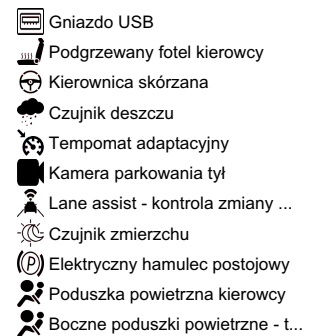 Gniazdo USB
Podgrzewany fotel kierowcy
Kierownica skórzana
Czujnik deszczu
Tempomat adaptacyjny
Kamera parkowania tył
Lane assist - kontrola zmiany ...
Czujnik zmierzchu
(P) Elektryczny hamulec postojowy
Poduszka powietrzna kierowcy
Boczne poduszki powietrzne - t...